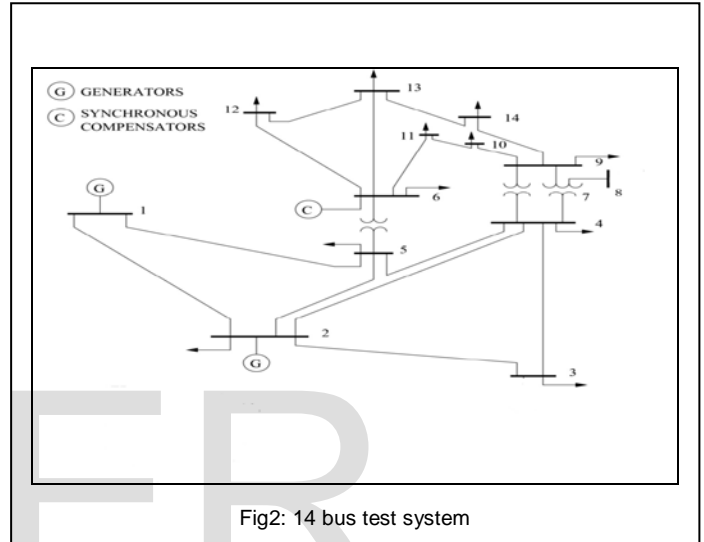 G GENERATORS
C SYNCHRONOUS
COMPENSATORS
13
12
14
11
10
9
G
7
8
C
6
1
4
5
2
G
3
Fig2: 14 bus test system
ER